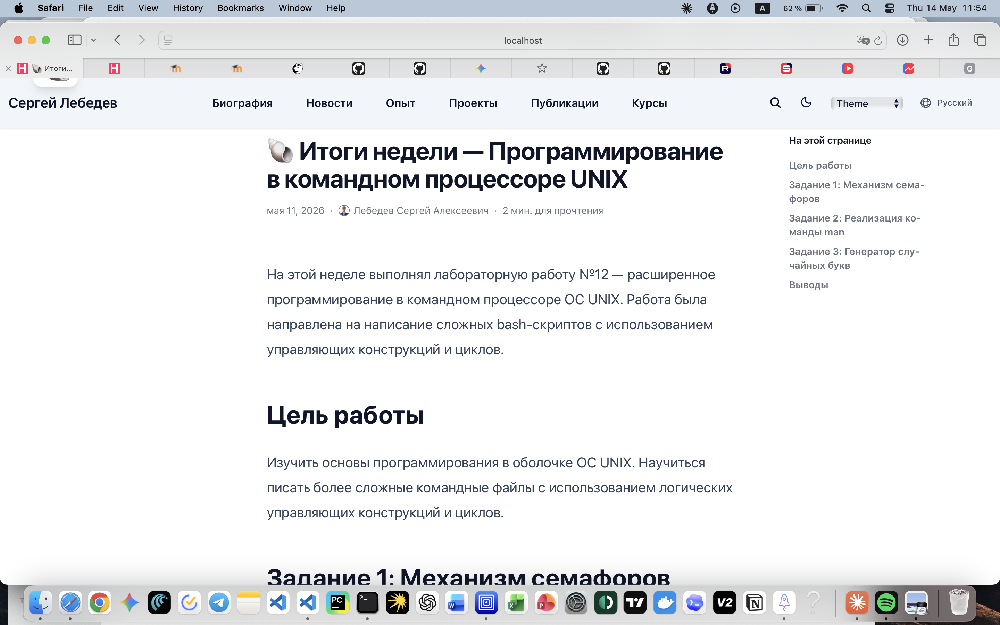 Safari File Edit View History Bookmarks Window Help A 62 % Thu 14 May 11:54
localhost
Итоги...
Сергей Лебедев Биография Новости Опыт Проекты Публикации Курсы Theme Русский
Итоги недели — Программирование
в командном процессоре UNIX
мая 11, 2026 · Лебедев Сергей Алексеевич · 2 мин. для прочтения
На этой неделе выполнял лабораторную работу №12 — расширенное
программирование в командном процессоре ОС UNIX. Работа была
направлена на написание сложных bash-скриптов с использованием
управляющих конструкций и циклов.
Цель работы
Изучить основы программирования в оболочке ОС UNIX. Научиться
писать более сложные командные файлы с использованием логических
управляющих конструкций и циклов.
Задание 1: Механизм семафоров
На этой странице
Цель работы
Задание 1: Механизм сема-
форов
Задание 2: Реализация ко-
манды man
Задание 3: Генератор слу-
чайных букв
Выводы